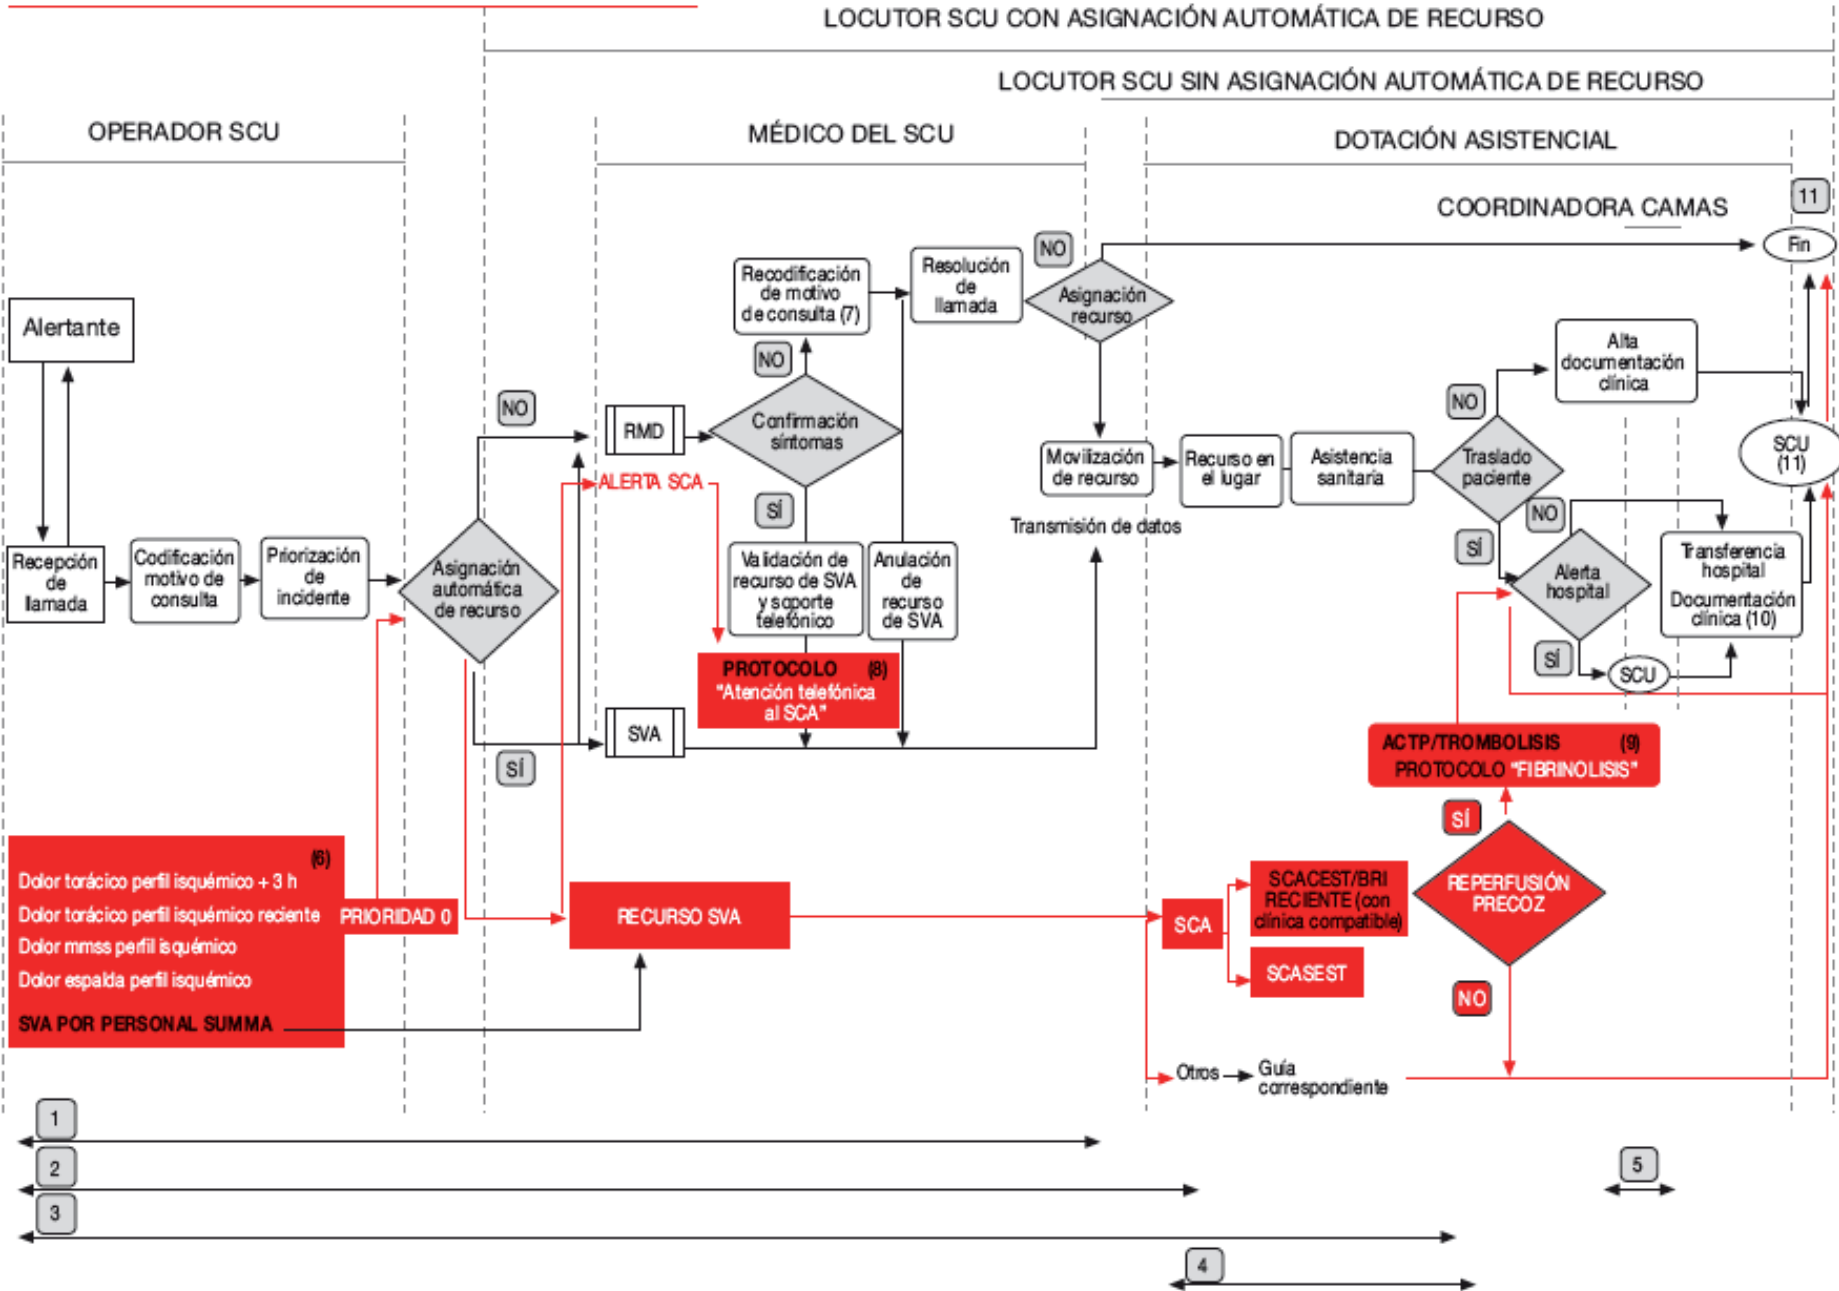 LOCUTOR SCU CON ASIGNACIÓN AUTOMÁTICA DE RECURSO
LOCUTOR SCU SIN ASIGNACIÓN AUTOMÁTICA DE RECURSO
OPERADOR SCU
MÉDICO DEL SCU
DOTACIÓN ASISTENCIAL
COORDINADORA CAMAS
11
Fin
Alertante
Recepción
de
llamada
Codificación
motivo de
consulta
Priorización
de
incidente
Asignación
automática
de recurso
NO
SÍ
RMD
ALERTA SCA
SVA
Confirmación
síntomas
NO
Recodificación
de motivo
de consulta (7)
SÍ
Validación de
recurso de SVA
y soporte
telefónico
Anulación
de
recurso
de SVA
PROTOCOLO (8)
"Atención telefónica
al SCA"
Resolución
de
llamada
NO
Asignación
recurso
Movilización
de recurso
Transmisión de datos
Recurso en
el lugar
Asistencia
sanitaria
Traslado
paciente
NO
Alta
documentación
clínica
SÍ
NO
Alerta
hospital
SÍ
SCU
Transferencia
hospital
Documentación
clínica (10)
SCU
(11)
(6)
Dolor torácico perfil isquémico + 3 h
Dolor torácico perfil isquémico reciente
Dolor mmss perfil isquémico
Dolor espalda perfil isquémico
SVA POR PERSONAL SUMMA
PRIORIDAD 0
RECURSO SVA
SCA
SCACEST/BRI
RECIENTE (con
clínica compatible)
SCASEST
Otros
Guía
correspondiente
ACTP/TROMBOLISIS (9)
PROTOCOLO "FIBRINOLISIS"
SÍ
REPERFUSIÓN
PRECOZ
NO
1
2
3
4
5